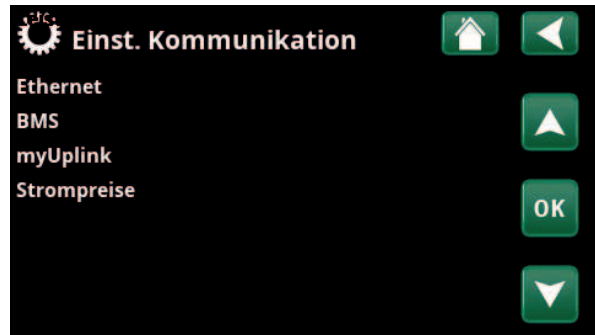 Einst. Kommunikation
Ethernet
BMS
myUplink
Strompreise
OK